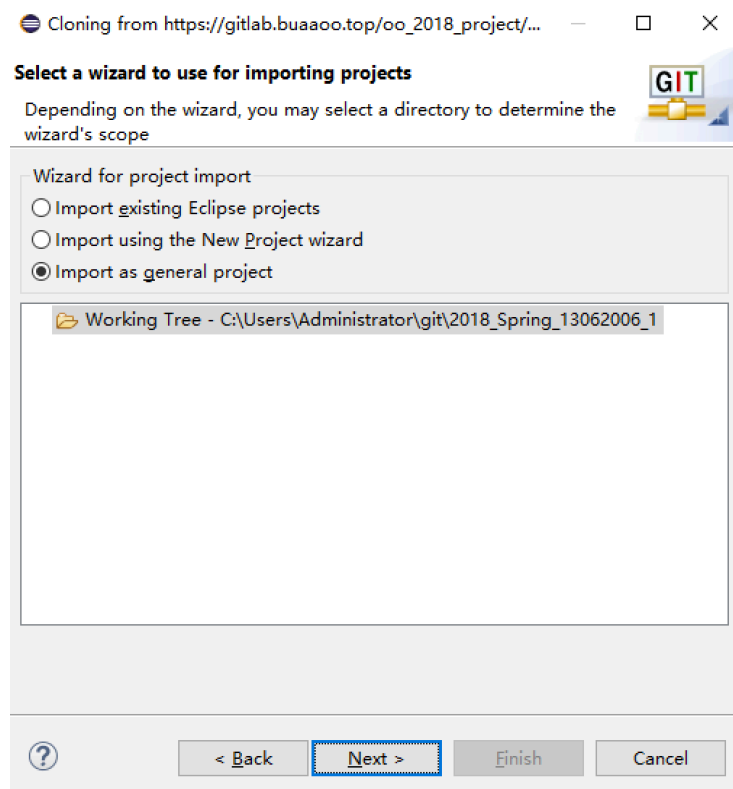 Cloning from https://gitlab.buaaoo.top/oo_2018_project/...
Select a wizard to use for importing projects
GIT
Depending on the wizard, you may select a directory to determine the
wizard's scope
Wizard for project import
Import existing Eclipse projects
Import using the New Project wizard
Import as general project
Working Tree - C:\Users\Administrator\git\2018_Spring_13062006_1
?
< Back
Next >
Finish
Cancel